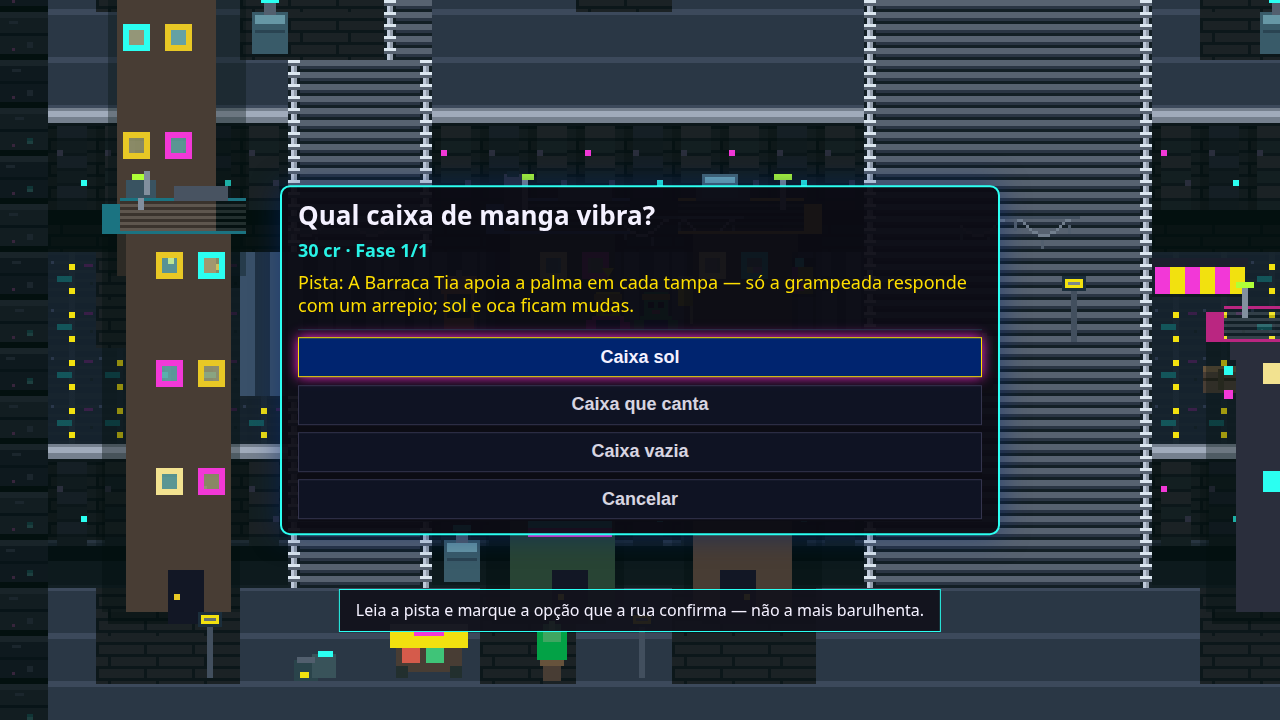 Qual caixa de manga vibra?
30 cr · Fase 1/1
Pista: A Barraca Tia apoia a palma em cada tampa — só a grampeada responde
com um arrepio; sol e oca ficam mudas.
Caixa sol
Caixa que canta
Caixa vazia
Cancelar
Leia a pista e marque a opção que a rua confirma — não a mais barulhenta.